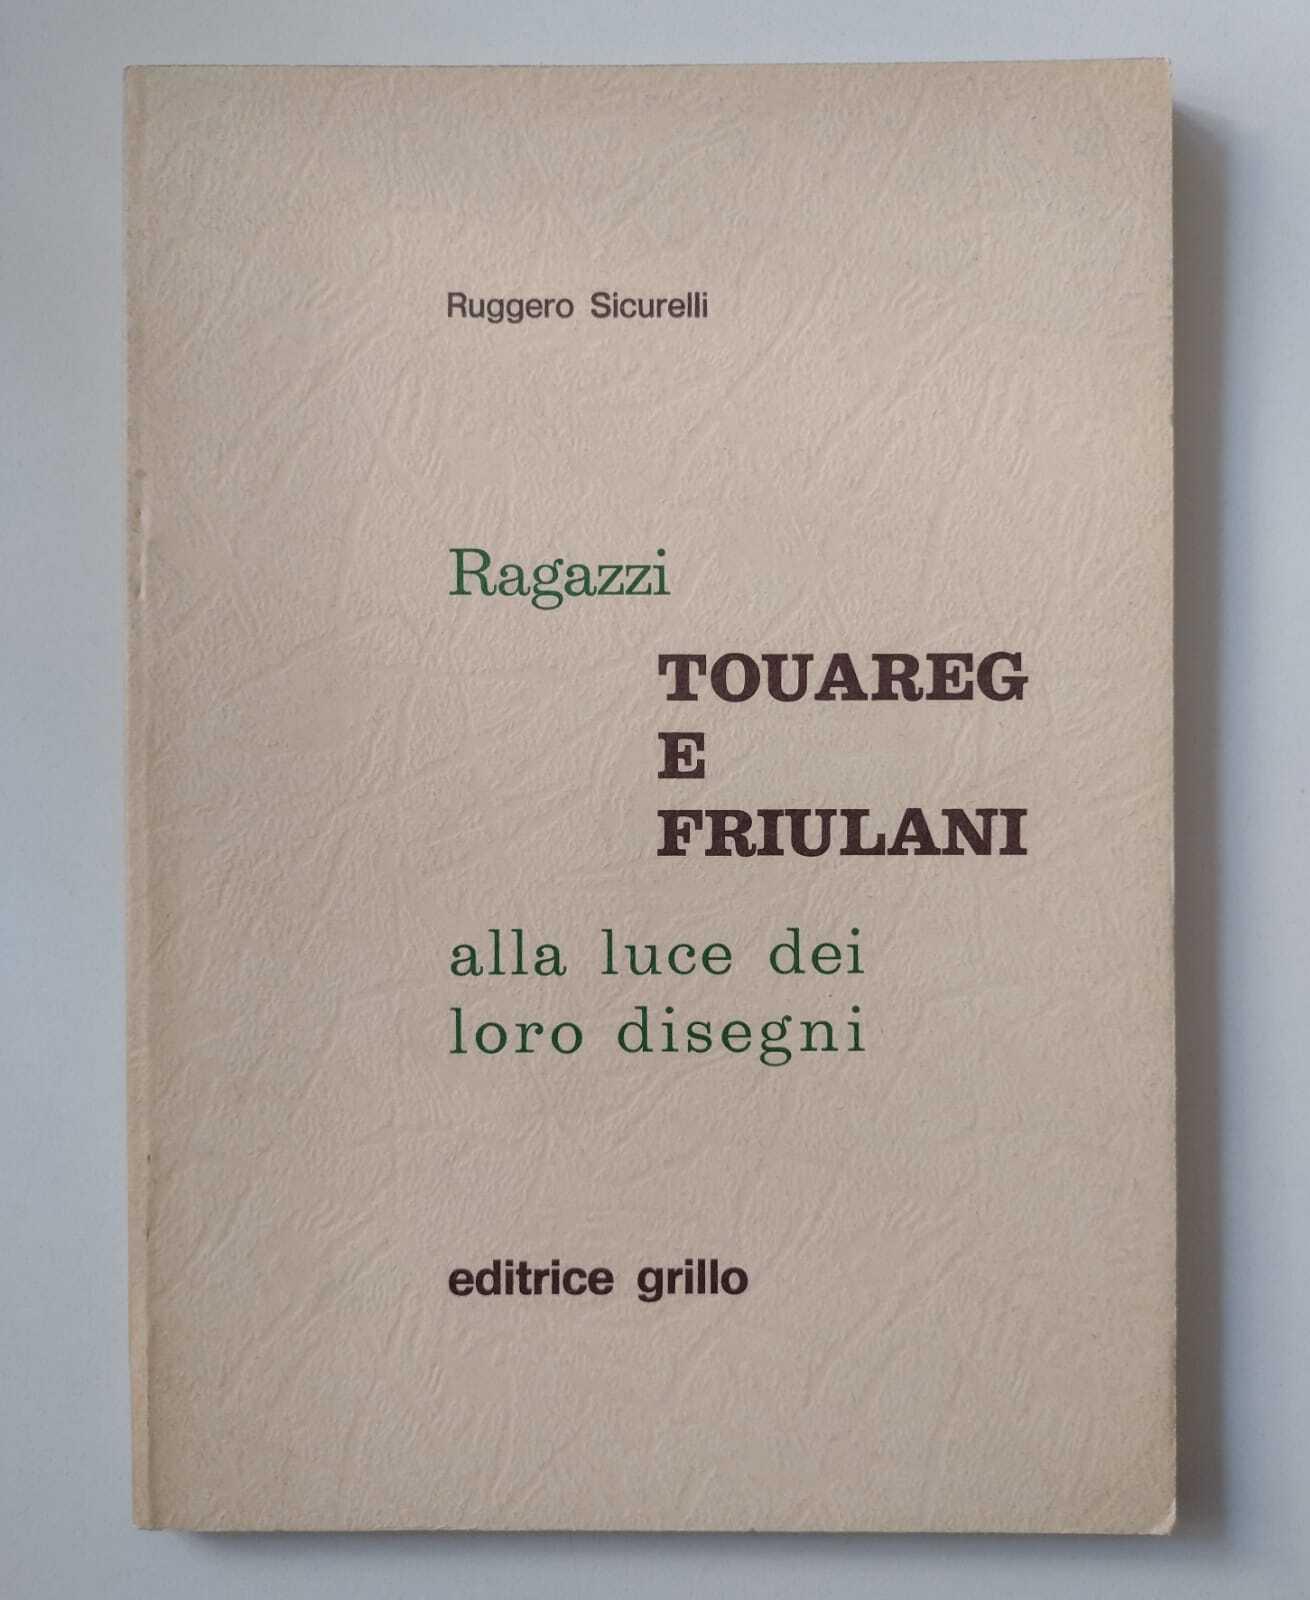 Ruggero Sicurelli
Ragazzi
TOUAREG
E
FRIULANI
alla luce dei
loro disegni
editrice grillo